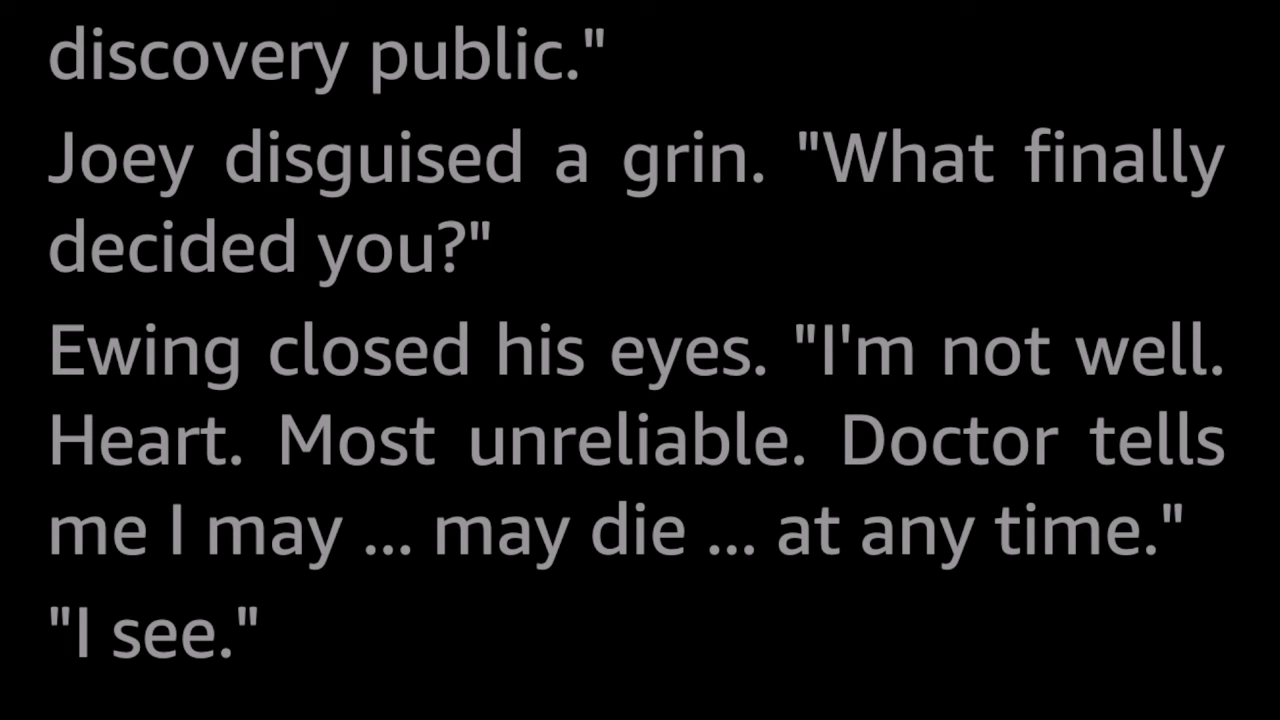 discovery public."
Joey disguised a grin. "What finally
decided you?"
Ewing closed his eyes. "I'm not well.
Heart. Most unreliable. Doctor tells
me I may ... may die ... at any time."
"I see."